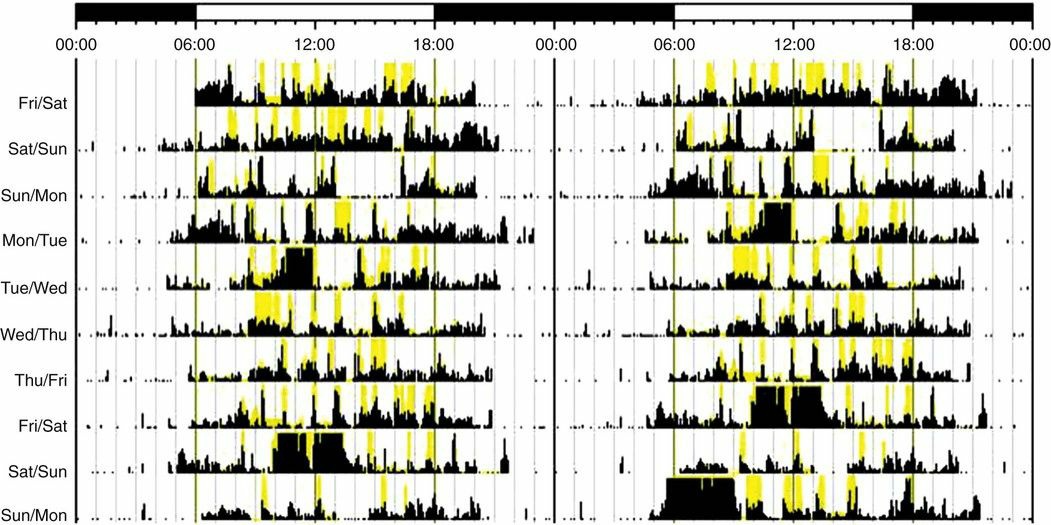 00:00 06:00 12:00 18:00 00:00 06:00 12:00 18:00 00:00
Fri/Sat
Sat/Sun
Sun/Mon
Mon/Tue
Tue/Wed
Wed/Thu
Thu/Fri
Fri/Sat
Sat/Sun
Sun/Mon